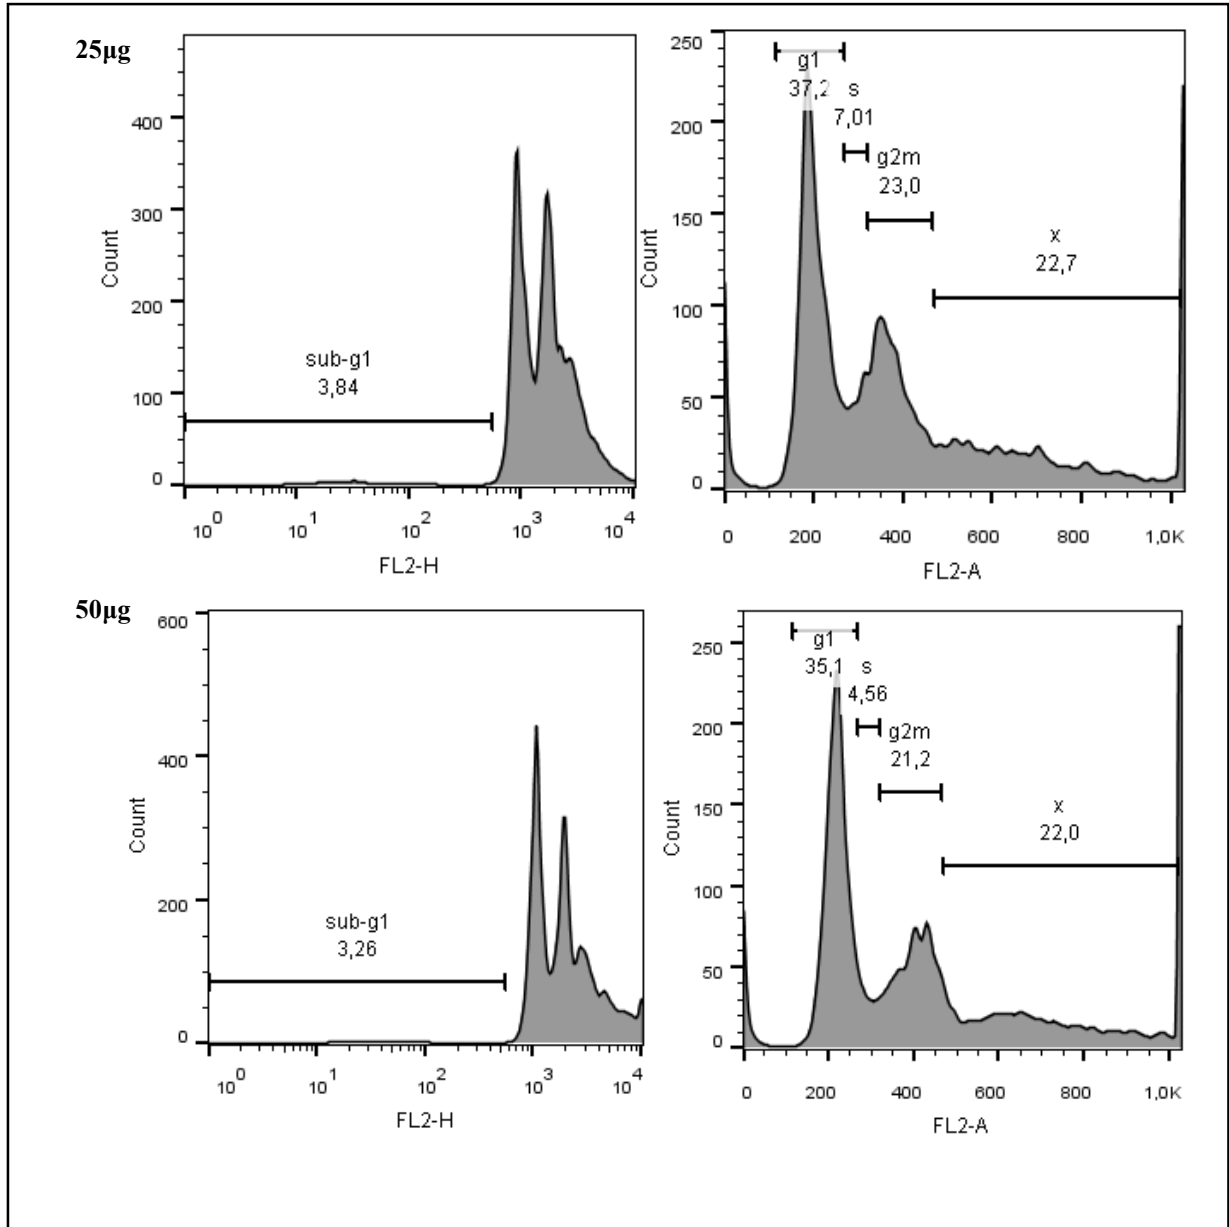 25µg
400
300
200
100
0
Count
sub-g1
3,84
10^0
10^1
10^2
10^3
10^4
FL2-H
250
200
150
100
50
0
Count
g1
37,2
s
7,01
g2m
23,0
x
22,7
0
200
400
600
800
1,0K
FL2-A
50µg
600
400
200
0
Count
sub-g1
3,26
10^0
10^1
10^2
10^3
10^4
FL2-H
250
200
150
100
50
0
Count
g1
35,1
s
4,56
g2m
21,2
x
22,0
0
200
400
600
800
1,0K
FL2-A